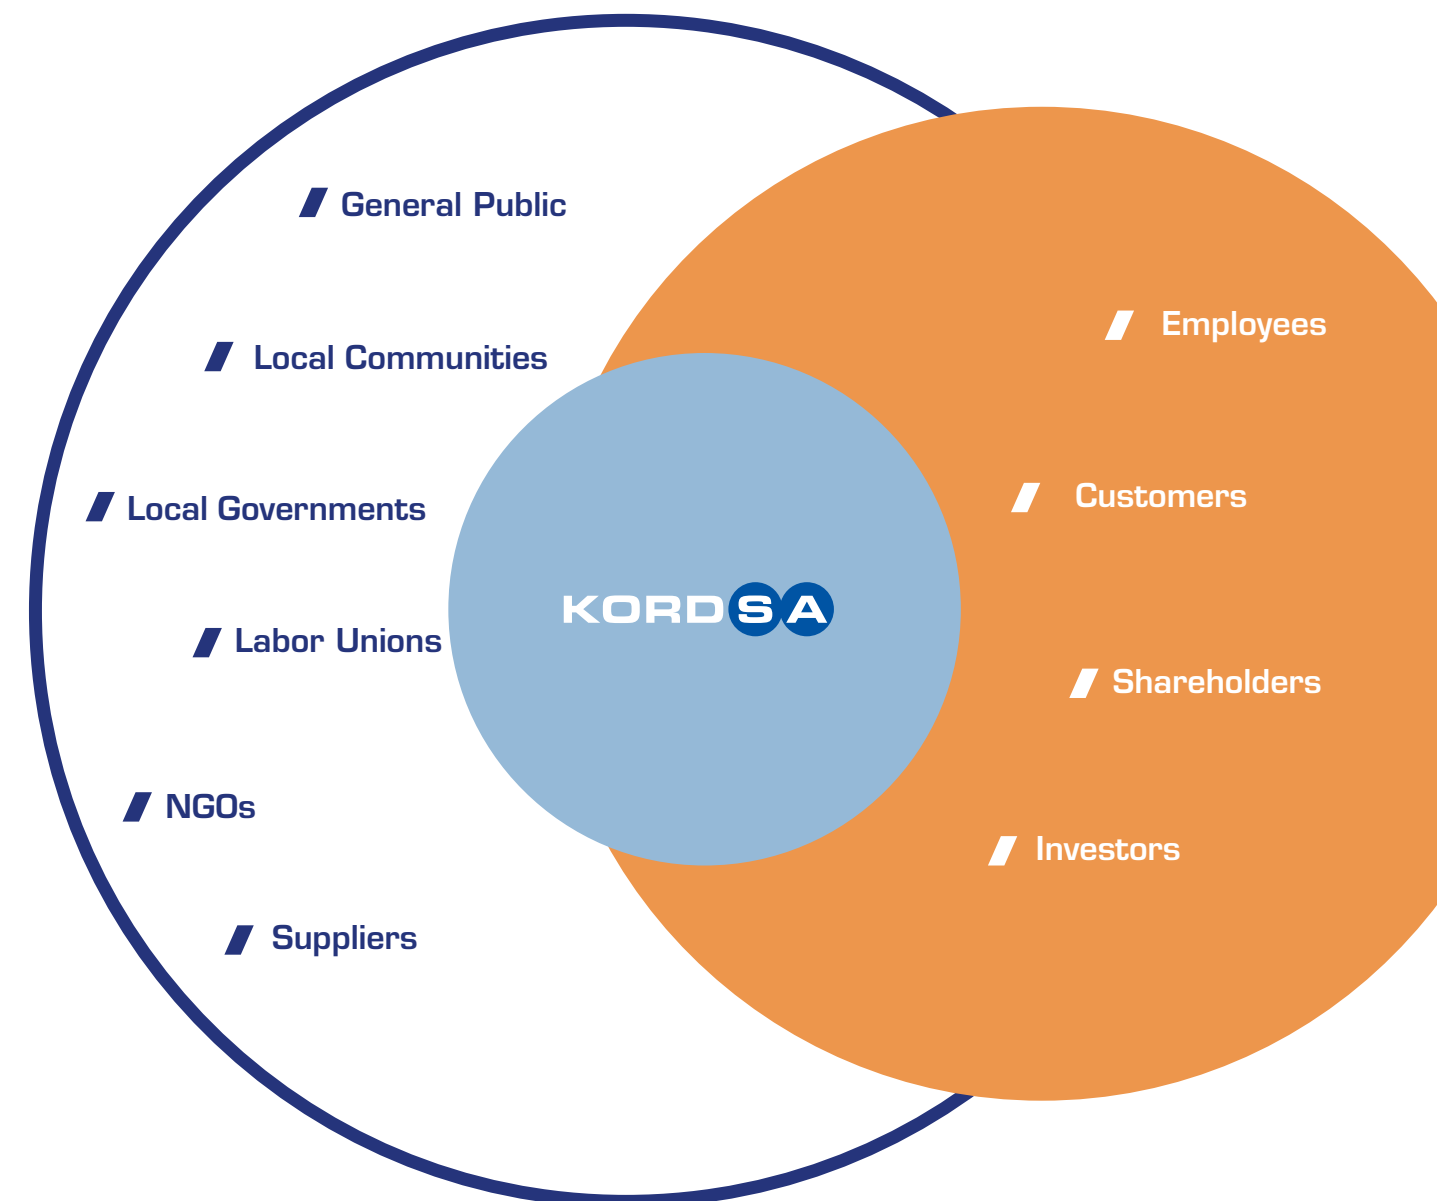 General Public
Local Communities
Local Governments
Labor Unions
NGOs
Suppliers
KORDSA
Employees
Customers
Shareholders
Investors